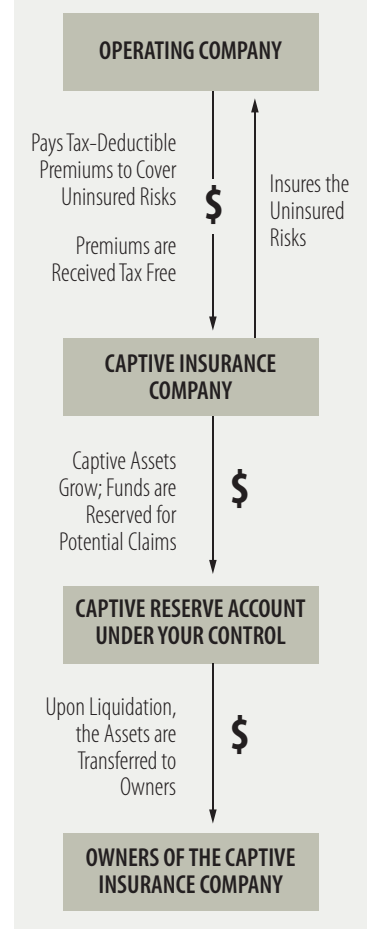 OPERATING COMPANY
Pays Tax-Deductible
Premiums to Cover
Uninsured Risks
Premiums are
Received Tax Free
$
Insures the
Uninsured
Risks
CAPTIVE INSURANCE
COMPANY
Captive Assets
Grow; Funds are
Reserved for
Potential Claims
$
CAPTIVE RESERVE ACCOUNT
UNDER YOUR CONTROL
Upon Liquidation,
the Assets are
Transferred to
Owners
$
OWNERS OF THE CAPTIVE
INSURANCE COMPANY